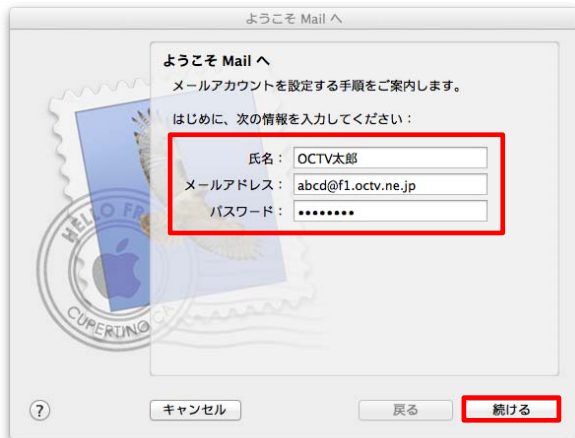 ようこそ Mail へ
ようこそ Mail へ
メールアカウントを設定する手順をご案内します。
はじめに、次の情報を入力してください：
氏名： OCTV太郎
メールアドレス： abcd@f1.octv.ne.jp
パスワード： ••••••••
HELLO FR
CUPERTINO CA
? キャンセル 戻る 続ける